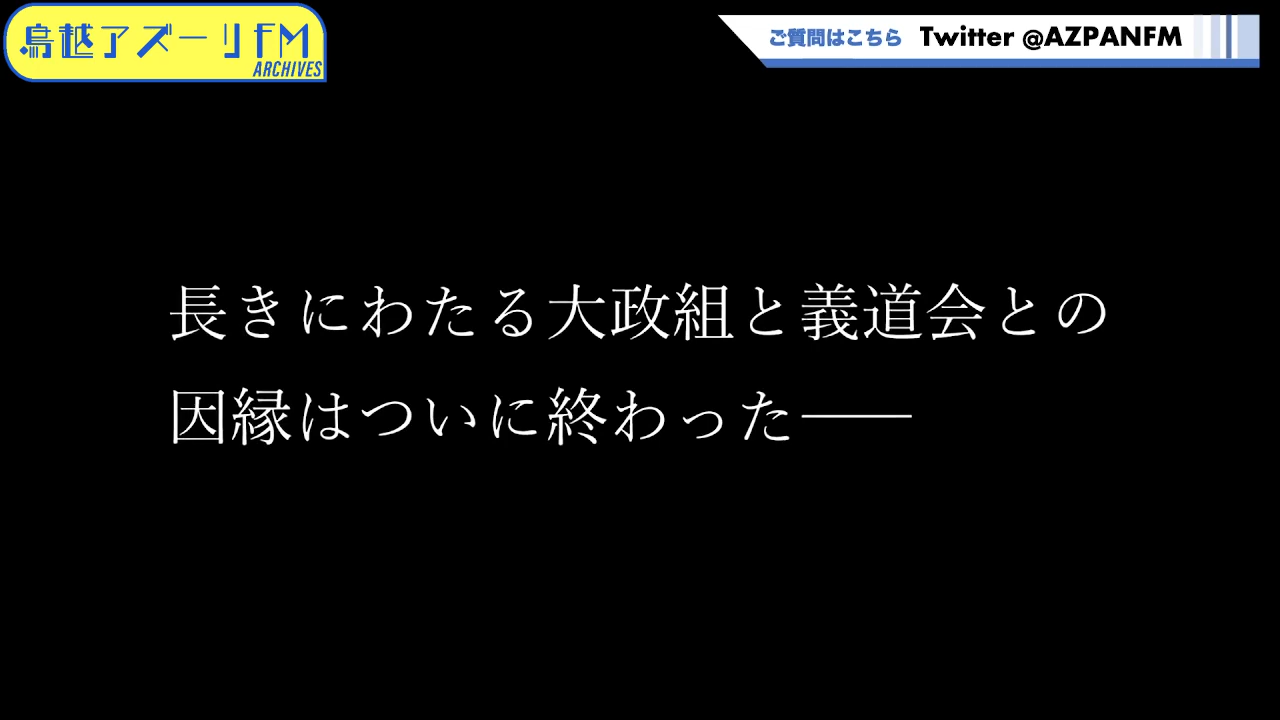 鳥越アズーリFM
ARCHIVES
ご質問はこちら Twitter @AZPANFM
長きにわたる大政組と義道会との
因縁はついに終わった――